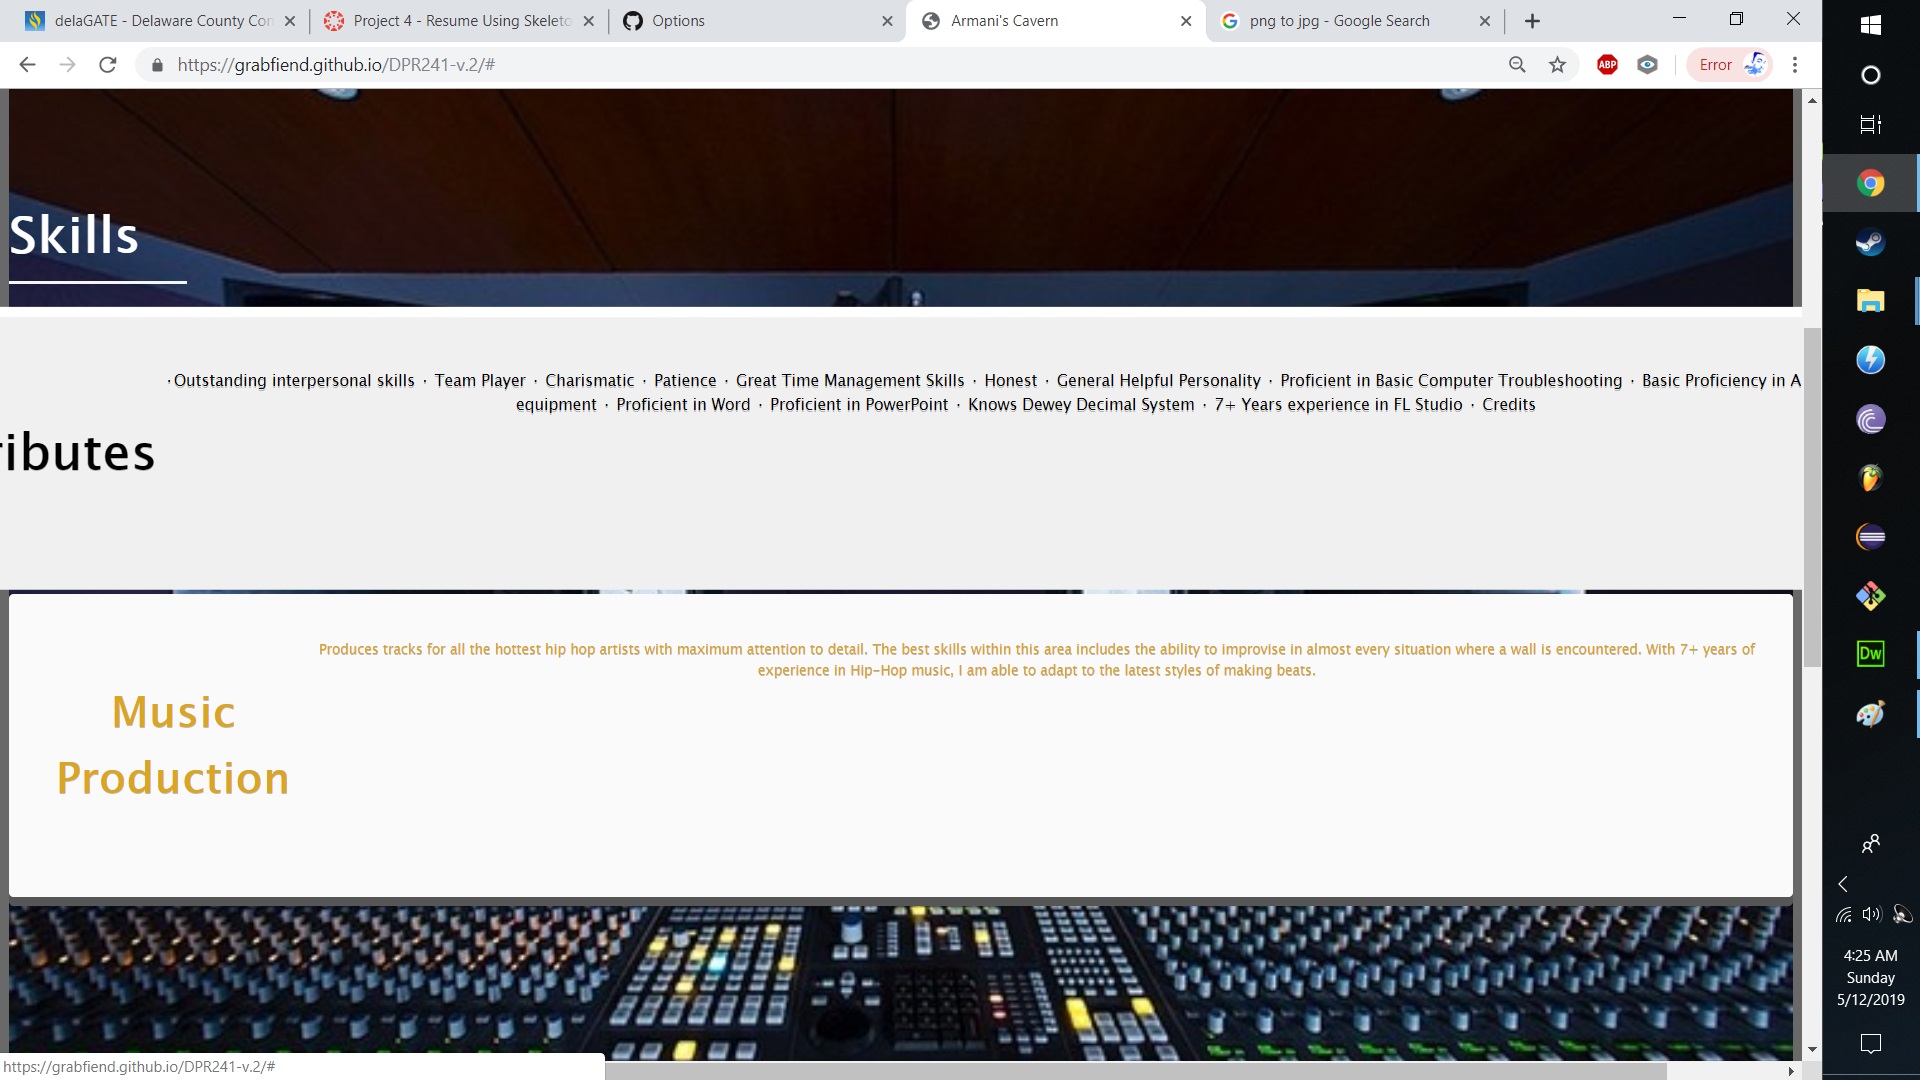 delaGATE - Delaware County Con
Project 4 - Resume Using Skeleto
Options
Armani's Cavern
png to jpg - Google Search
https://grabfiend.github.io/DPR241-v.2/#
ABP
Error
Skills
·Outstanding interpersonal skills · Team Player · Charismatic · Patience · Great Time Management Skills · Honest · General Helpful Personality · Proficient in Basic Computer Troubleshooting · Basic Proficiency in A
equipment · Proficient in Word · Proficient in PowerPoint · Knows Dewey Decimal System · 7+ Years experience in FL Studio · Credits
ributes
Produces tracks for all the hottest hip hop artists with maximum attention to detail. The best skills within this area includes the ability to improvise in almost every situation where a wall is encountered. With 7+ years of
experience in Hip-Hop music, I am able to adapt to the latest styles of making beats.
Music
Production
https://grabfiend.github.io/DPR241-v.2/#
Dw
4:25 AM
Sunday
5/12/2019